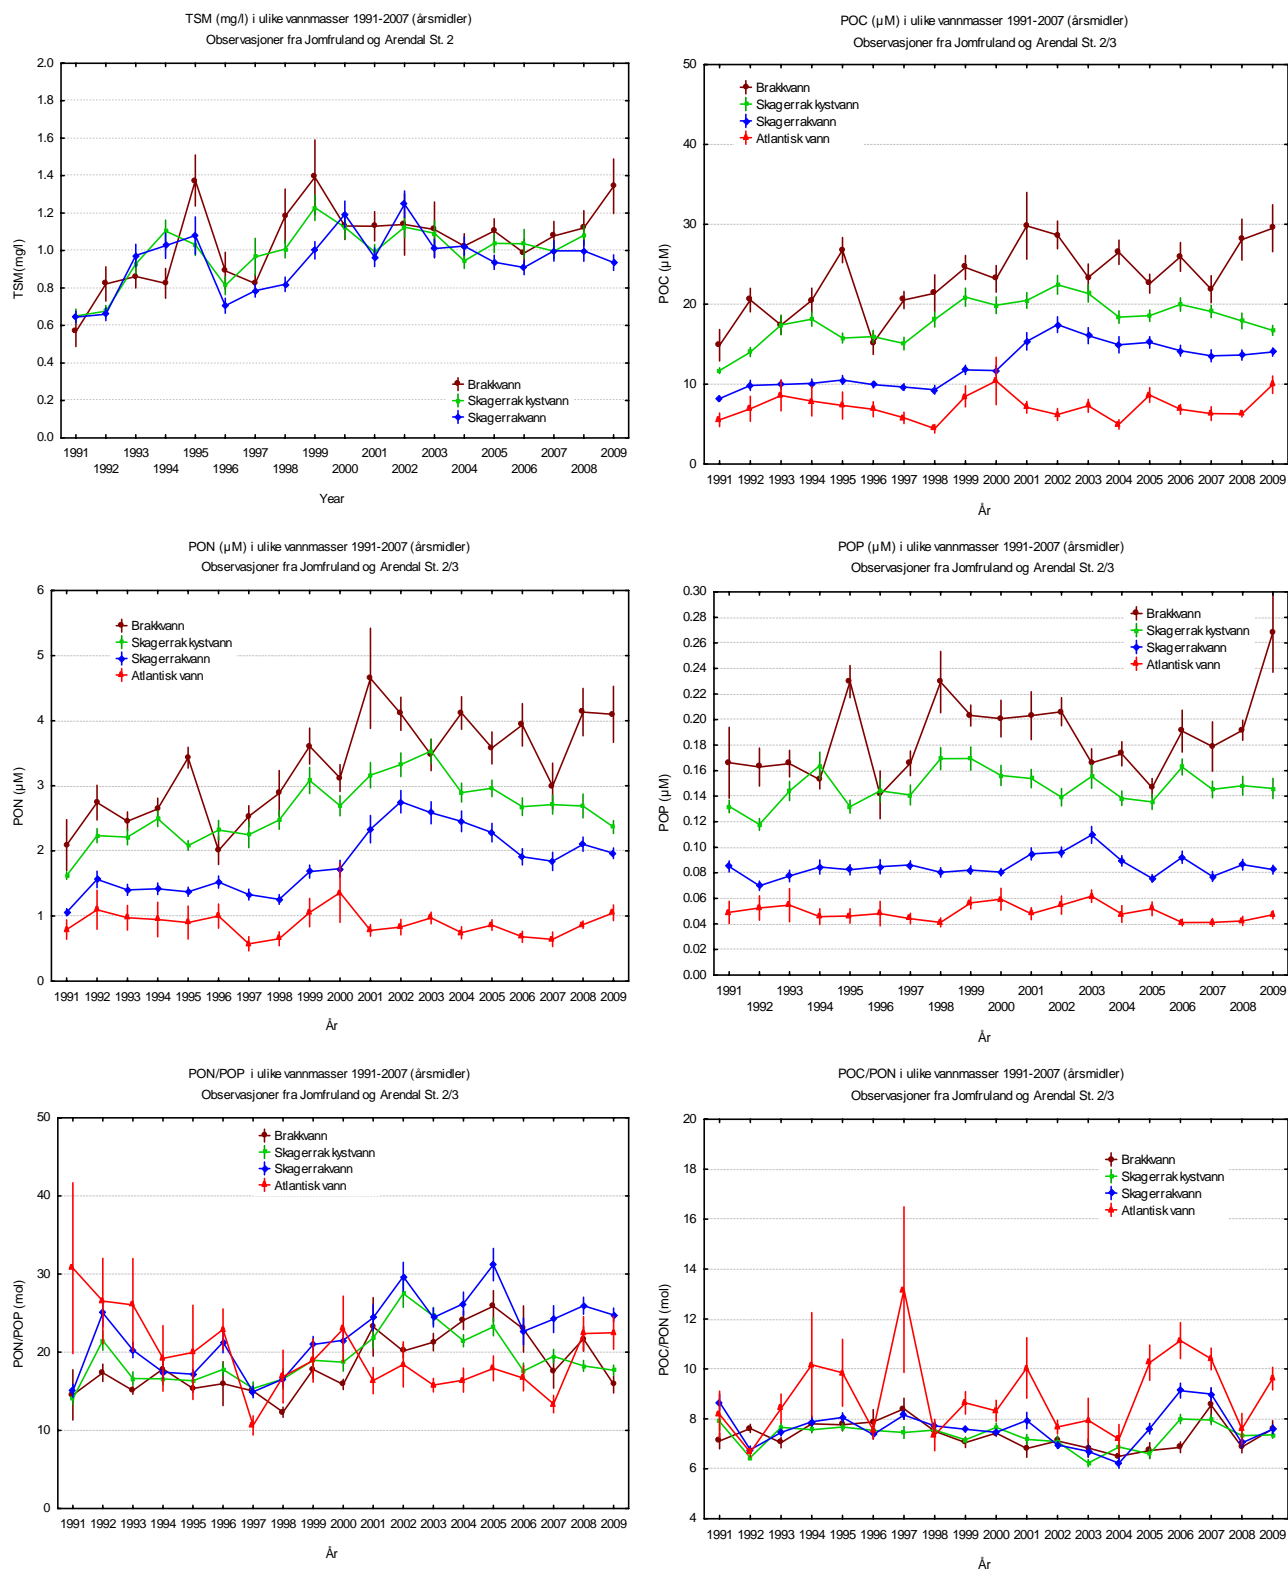 TSM (mg/l) i ulike vannmasser 1991-2007 (årsmidler)
Observasjoner fra Jomfruland og Arendal St. 2
2.0
1.8
1.6
1.4
1.2
1.0
0.8
0.6
0.4
0.2
0.0
TSM(mg/l)
Brakkvann
Skagerrak kystvann
Skagerrakvann
1991 1993 1995 1997 1999 2001 2003 2005 2007 2009
1992 1994 1996 1998 2000 2002 2004 2006 2008
Year
POC (µM) i ulike vannmasser 1991-2007 (årsmidler)
Observasjoner fra Jomfruland og Arendal St. 2/3
50
40
30
20
10
0
POC (µM)
Brakkvann
Skagerrak kystvann
Skagerrakvann
Atlantisk vann
1991 1992 1993 1994 1995 1996 1997 1998 1999 2000 2001 2002 2003 2004 2005 2006 2007 2008 2009
År
PON (µM) i ulike vannmasser 1991-2007 (årsmidler)
Observasjoner fra Jomfruland og Arendal St. 2/3
6
5
4
3
2
1
0
PON (µM)
Brakkvann
Skagerrak kystvann
Skagerrakvann
Atlantisk vann
1991 1992 1993 1994 1995 1996 1997 1998 1999 2000 2001 2002 2003 2004 2005 2006 2007 2008 2009
År
POP (µM) i ulike vannmasser 1991-2007 (årsmidler)
Observasjoner fra Jomfruland og Arendal St. 2/3
0.30
0.28
0.26
0.24
0.22
0.20
0.18
0.16
0.14
0.12
0.10
0.08
0.06
0.04
0.02
0.00
POP (µM)
Brakkvann
Skagerrak kystvann
Skagerrakvann
Atlantisk vann
1991 1993 1995 1997 1999 2001 2003 2005 2007 2009
1992 1994 1996 1998 2000 2002 2004 2006 2008
År
PON/POP i ulike vannmasser 1991-2007 (årsmidler)
Observasjoner fra Jomfruland og Arendal St. 2/3
50
40
30
20
10
0
PON/POP (mol)
Brakkvann
Skagerrak kystvann
Skagerrakvann
Atlantisk vann
1991 1992 1993 1994 1995 1996 1997 1998 1999 2000 2001 2002 2003 2004 2005 2006 2007 2008 2009
År
POC/PON i ulike vannmasser 1991-2007 (årsmidler)
Observasjoner fra Jomfruland og Arendal St. 2/3
20
18
16
14
12
10
8
6
4
POC/PON (mol)
Brakkvann
Skagerrak kystvann
Skagerrakvann
Atlantisk vann
1991 1992 1993 1994 1995 1996 1997 1998 1999 2000 2001 2002 2003 2004 2005 2006 2007 2008 2009
År